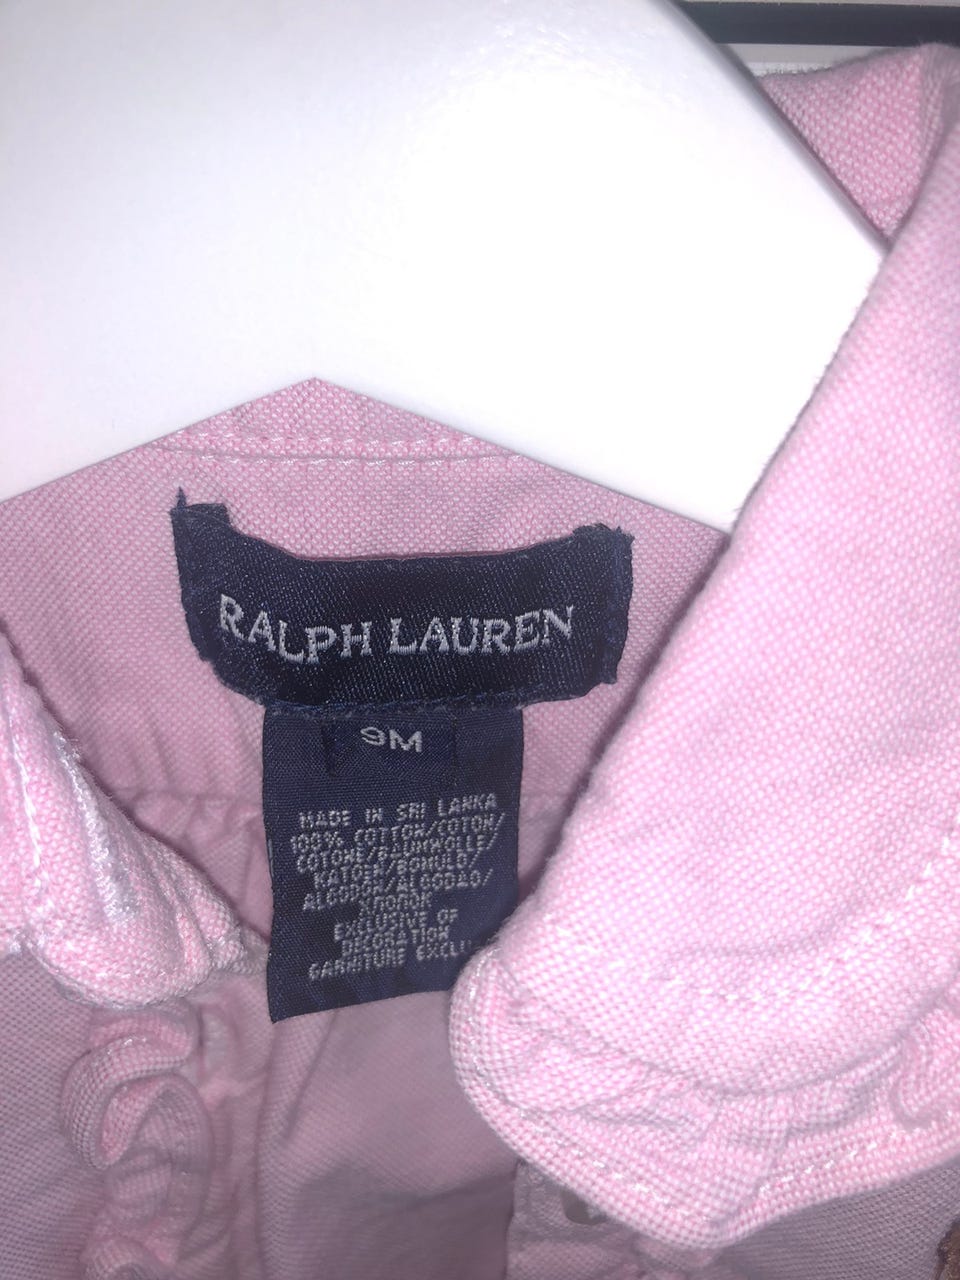 RALPH LAUREN
9M
MADE IN SRI LANKA
100% COTTON/COTON/
COTONE/BAUMWOLLE/
KATOEN/BOMULD/
ALGODON/ALGODAO/
ХЛОПОК
EXCLUSIVE OF
DECORATION
GARNITURE EXCLU